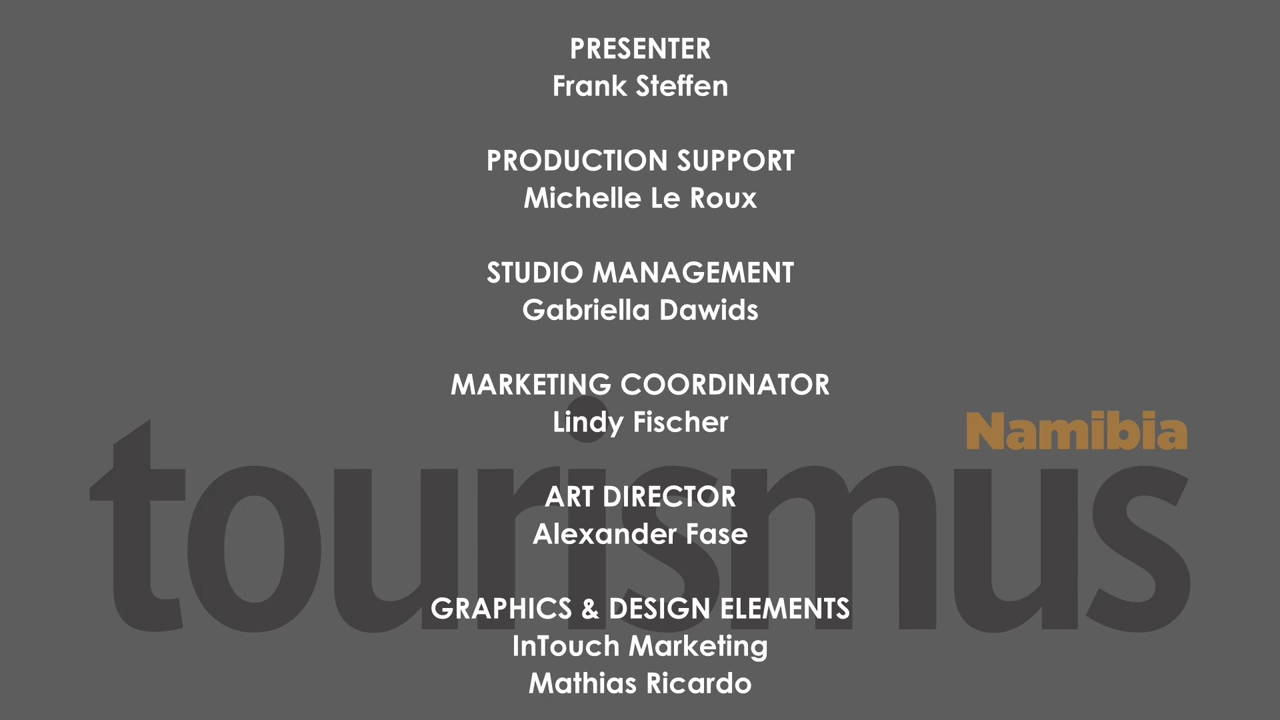 PRESENTER
Frank Steffen
PRODUCTION SUPPORT
Michelle Le Roux
STUDIO MANAGEMENT
Gabriella Dawids
MARKETING COORDINATOR
Lindy Fischer
Namibia
tourismus
ART DIRECTOR
Alexander Fase
GRAPHICS & DESIGN ELEMENTS
InTouch Marketing
Mathias Ricardo